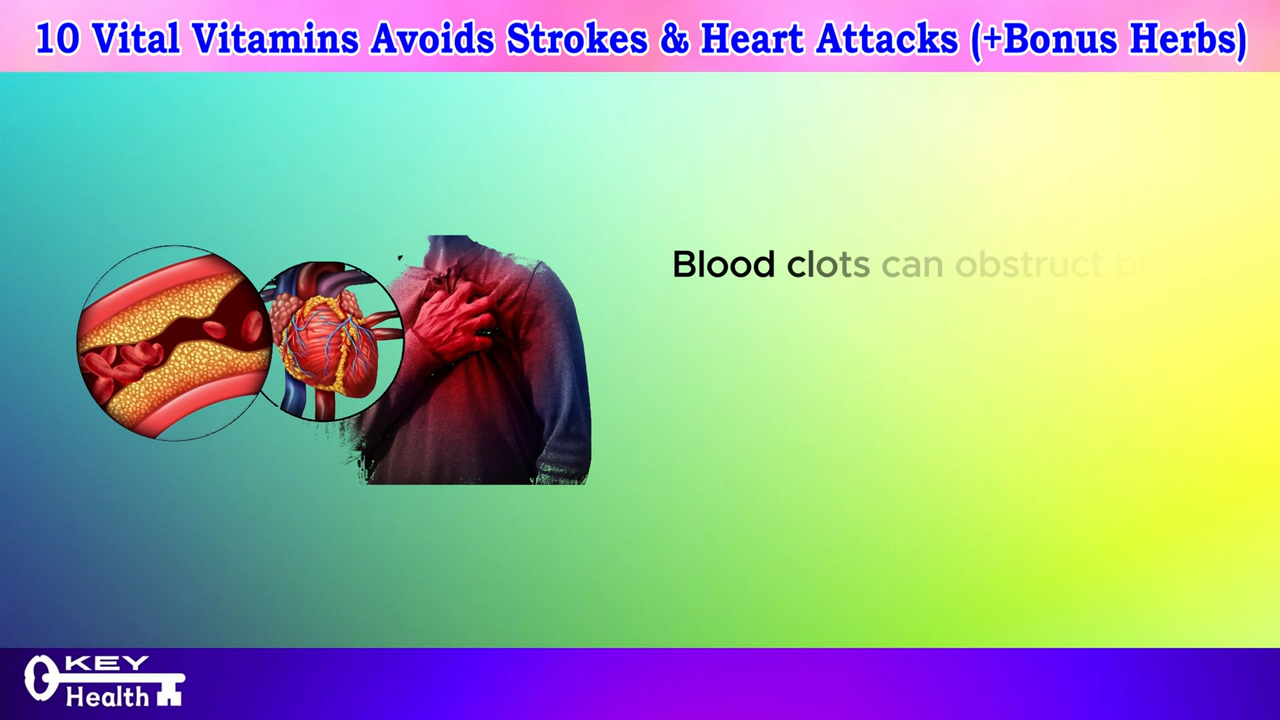 10 Vital Vitamins Avoids Strokes & Heart Attacks (+Bonus Herbs)
Blood clots can obstruct
KEY
Health